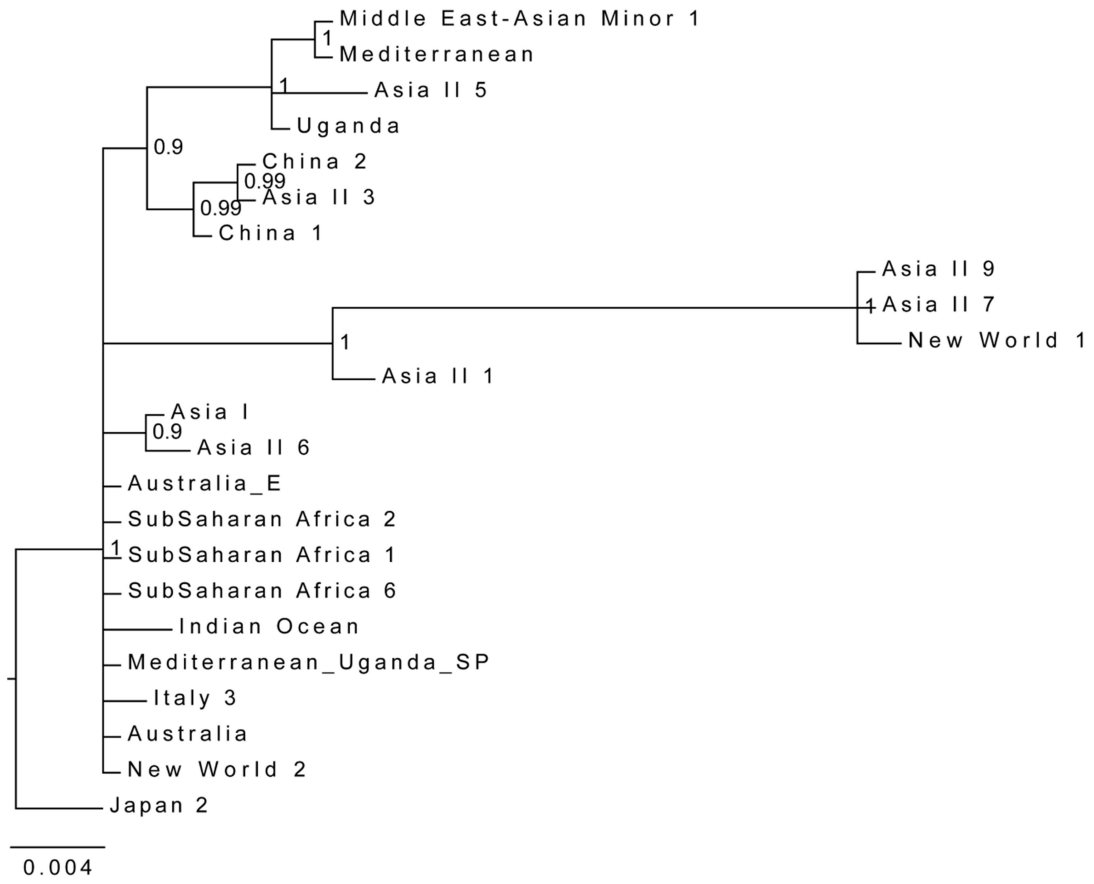 Middle East-Asian Minor 1
1
Mediterranean
1
Asia II 5
Uganda
0.9
China 2
0.99
Asia II 3
0.99
China 1
Asia II 9
1
Asia II 7
New World 1
1
Asia II 1
Asia I
0.9
Asia II 6
Australia_E
SubSaharan Africa 2
1
SubSaharan Africa 1
SubSaharan Africa 6
Indian Ocean
Mediterranean_Uganda_SP
Italy 3
Australia
New World 2
Japan 2
0.004